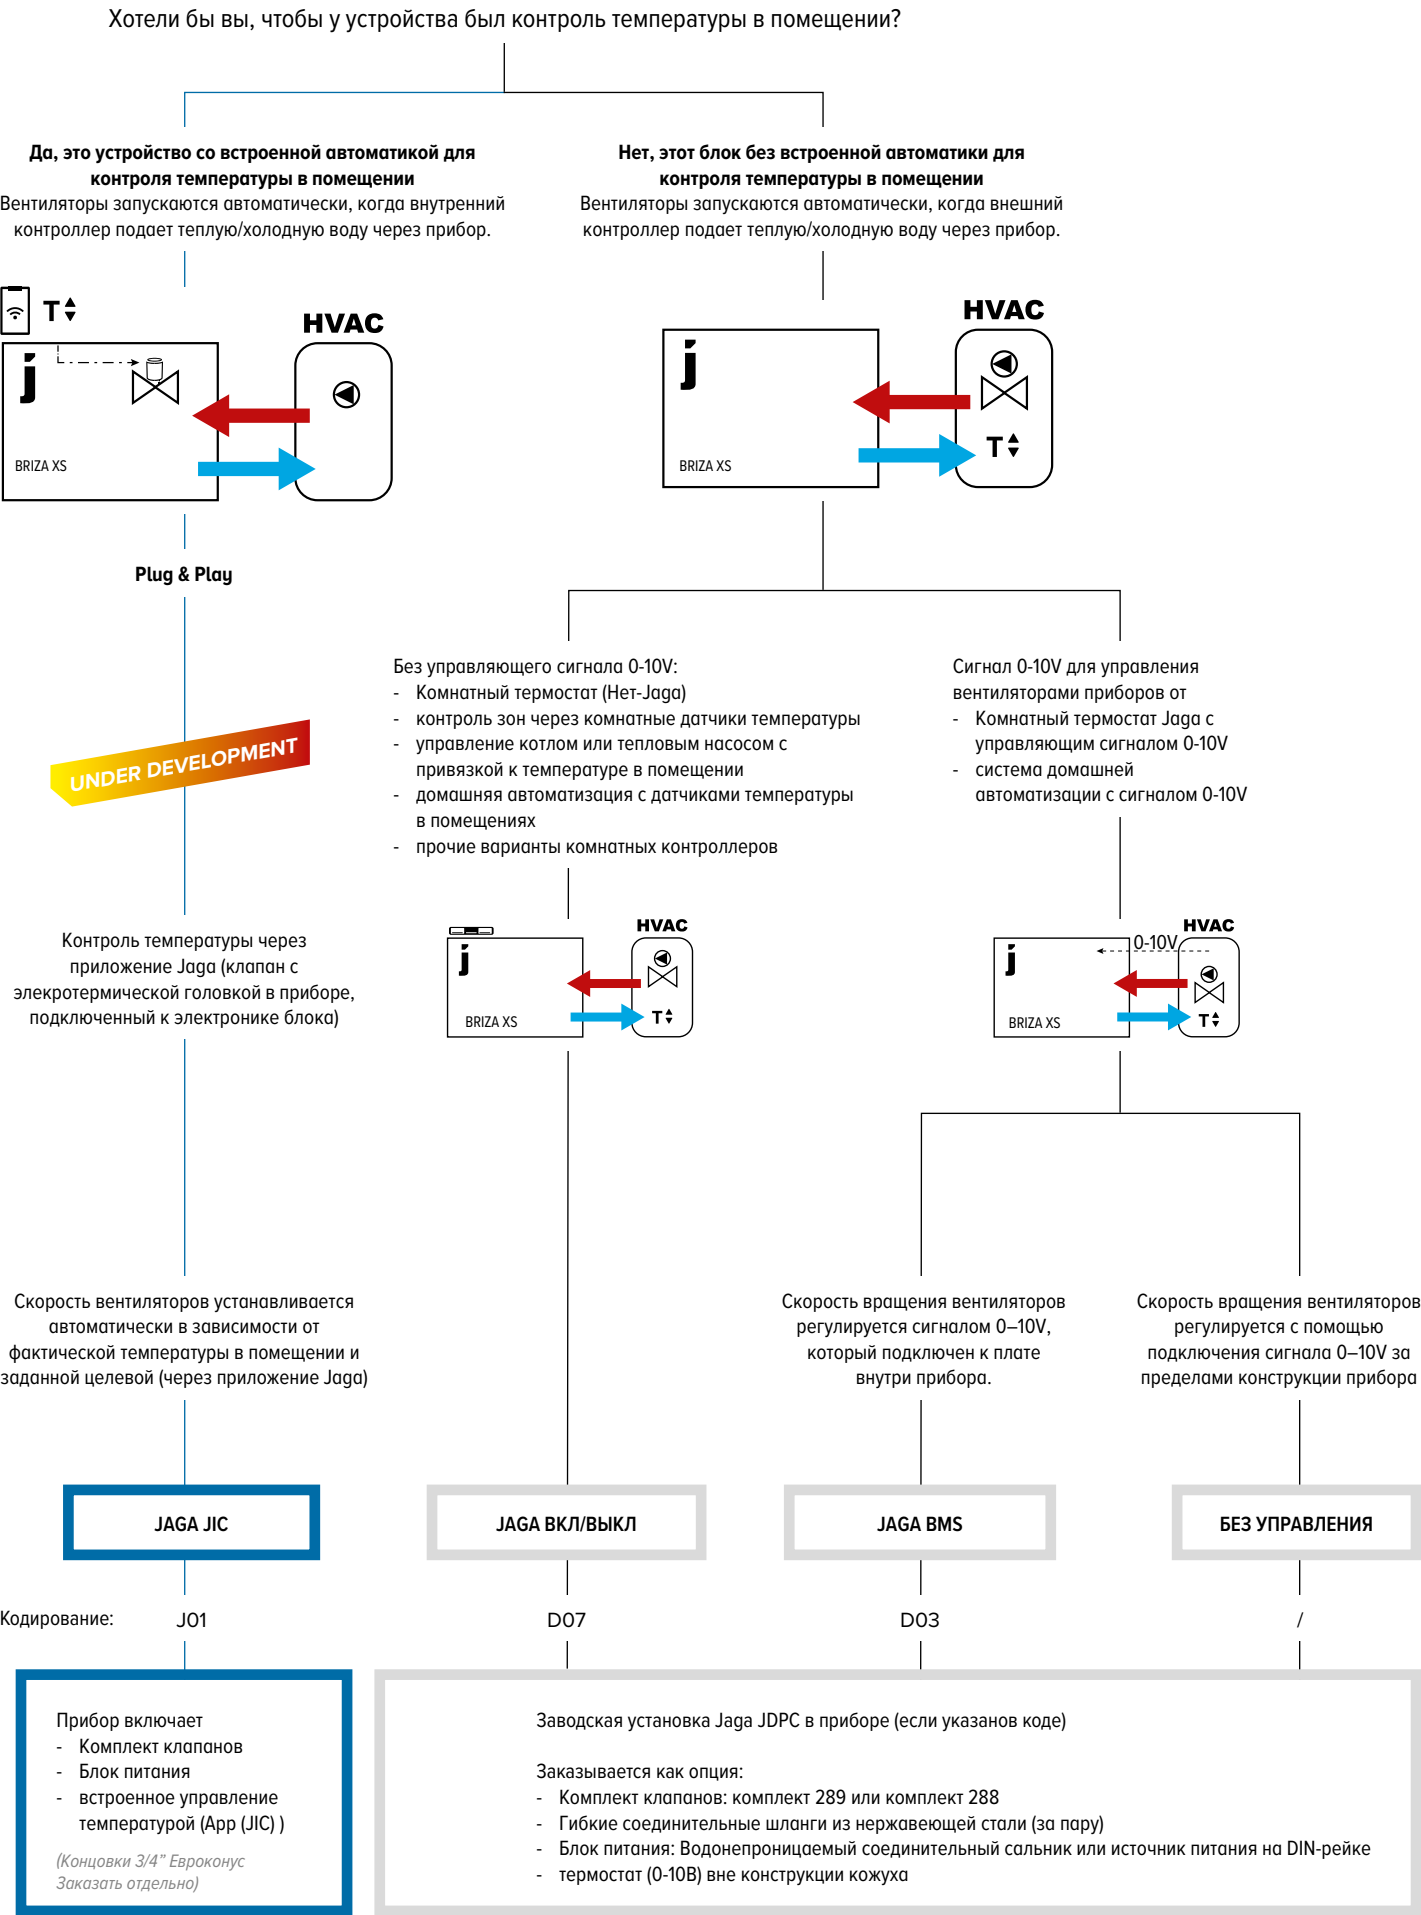 Хотели бы вы, чтобы у устройства был контроль температуры в помещении?
Да, это устройство со встроенной автоматикой для
контроля температуры в помещении
Вентиляторы запускаются автоматически, когда внутренний
контроллер подает теплую/холодную воду через прибор.
Нет, этот блок без встроенной автоматики для
контроля температуры в помещении
Вентиляторы запускаются автоматически, когда внешний
контроллер подает теплую/холодную воду через прибор.
T
HVAC
j
BRIZA XS
HVAC
j
T
BRIZA XS
Plug & Play
UNDER DEVELOPMENT
Без управляющего сигнала 0-10V:
- Комнатный термостат (Нет-Jaga)
- контроль зон через комнатные датчики температуры
- управление котлом или тепловым насосом с
привязкой к температуре в помещении
- домашняя автоматизация с датчиками температуры
в помещениях
- прочие варианты комнатных контроллеров
Сигнал 0-10V для управления
вентиляторами приборов от
- Комнатный термостат Jaga с
управляющим сигналом 0-10V
- система домашней
автоматизации с сигналом 0-10V
Контроль температуры через
приложение Jaga (клапан с
элекротермической головкой в приборе,
подключенный к электронике блока)
HVAC
j
BRIZA XS
T
HVAC
j
0-10V
BRIZA XS
T
Скорость вентиляторов устанавливается
автоматически в зависимости от
фактической температуры в помещении и
заданной целевой (через приложение Jaga)
Скорость вращения вентиляторов
регулируется сигналом 0–10V,
который подключен к плате
внутри прибора.
Скорость вращения вентиляторов
регулируется с помощью
подключения сигнала 0–10V за
пределами конструкции прибора
JAGA JIC
JAGA ВКЛ/ВЫКЛ
JAGA BMS
БЕЗ УПРАВЛЕНИЯ
Кодирование: J01 D07 D03 /
Прибор включает
- Комплект клапанов
- Блок питания
- встроенное управление
температурой (App (JIC) )
(Концовки 3/4” Евроконус
Заказать отдельно)
Заводская установка Jaga JDPC в приборе (если указанов коде)
Заказывается как опция:
- Комплект клапанов: комплект 289 или комплект 288
- Гибкие соединительные шланги из нержавеющей стали (за пару)
- Блок питания: Водонепроницаемый соединительный сальник или источник питания на DIN-рейке
- термостат (0-10В) вне конструкции кожуха